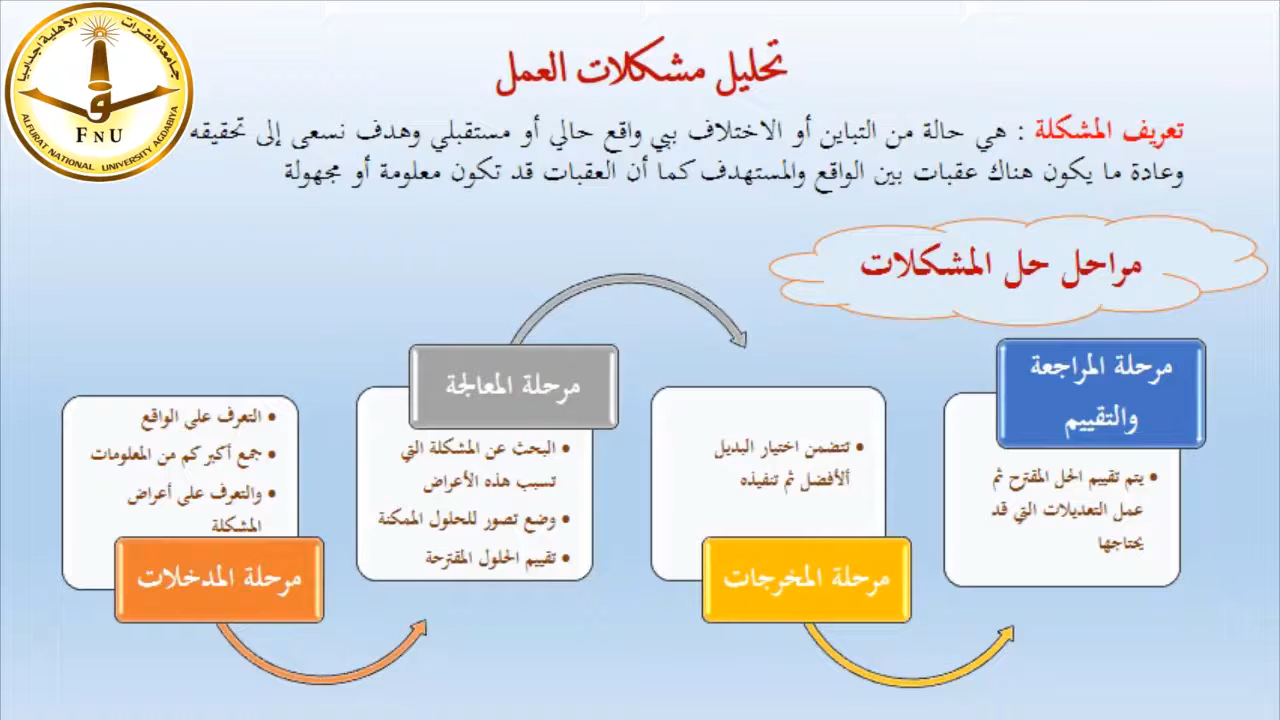 جامعة الفرات الأهلية اجدابيا
FNU
ALFURAT NATIONAL UNIVERSITY AGDABIYA
تحليل مشكلات العمل
تعريف المشكلة : هي حالة من التباين أو الاختلاف ببي واقع حالي أو مستقبلي وهدف نسعى إلى تحقيقه
وعادة ما يكون هناك عقبات بين الواقع والمستهدف كما أن العقبات قد تكون معلومة أو مجهولة
مراحل حل المشكلات
• التعرف على الواقع
• جمع أكبر كم من المعلومات
• والتعرف على أعراض
المشكلة
مرحلة المدخلات
مرحلة المعالجة
• البحث عن المشكلة التي
تسبب هذه الأعراض
• وضع تصور للحلول الممكنة
• تقييم الحلول المقترحة
• تتضمن اختيار البديل
ألأفضل ثم تنفيذه
مرحلة المخرجات
مرحلة المراجعة
والتقييم
• يتم تقييم الحل المقترح ثم
عمل التعديلات التي قد
يحتاجها